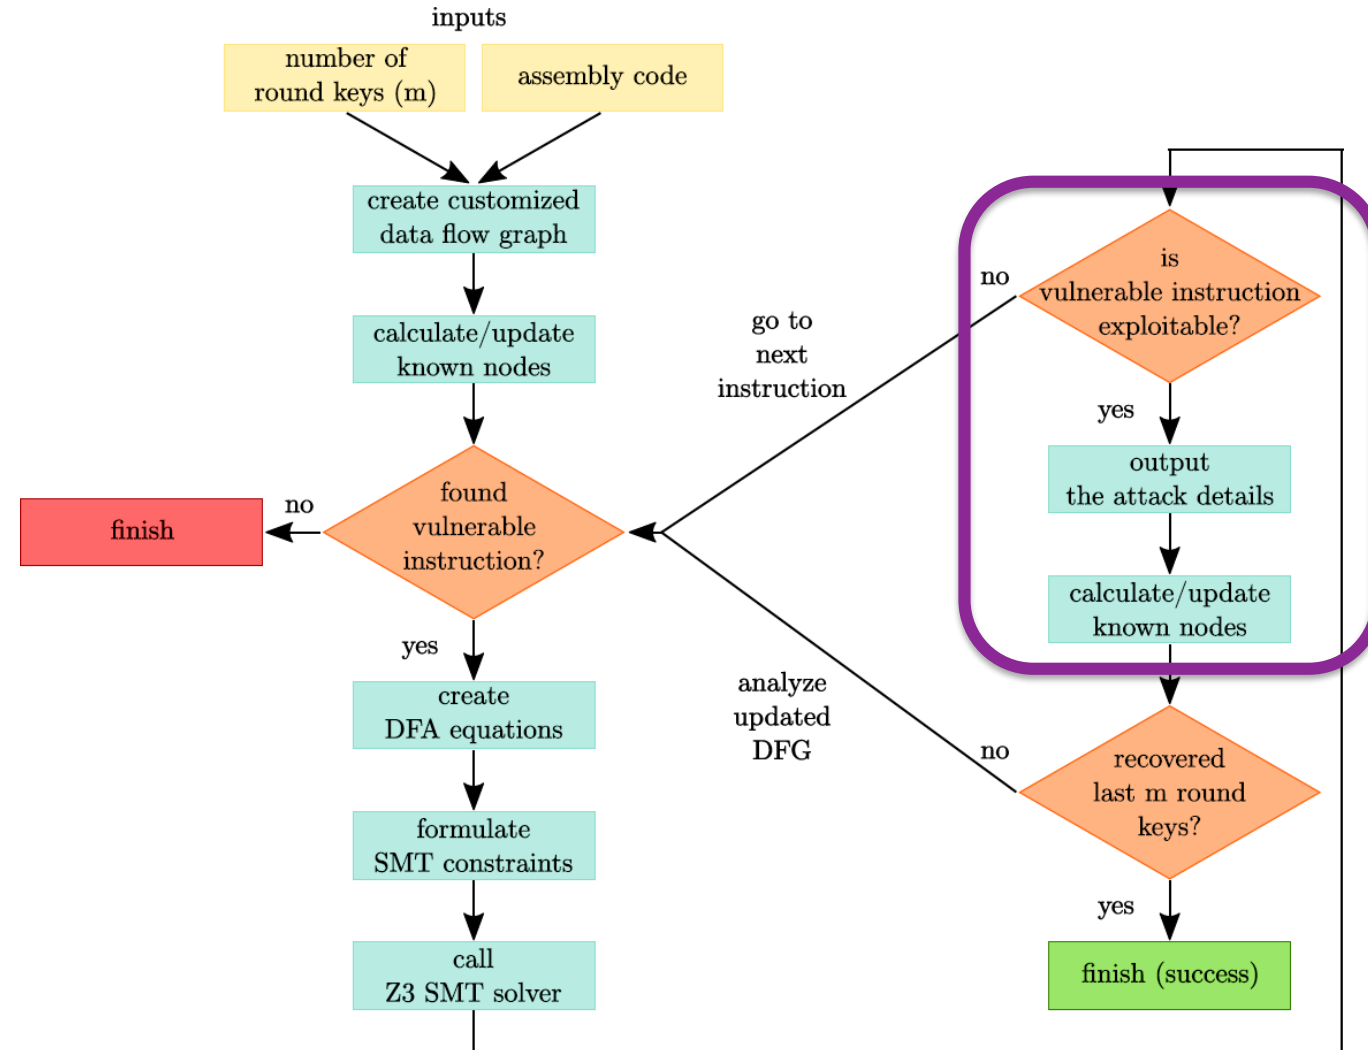 inputs
number of
round keys (m)
assembly code
create customized
data flow graph
calculate/update
known nodes
found
vulnerable
instruction?
no
finish
yes
create
DFA equations
formulate
SMT constraints
call
Z3 SMT solver
go to
next
instruction
analyze
updated
DFG
is
vulnerable instruction
exploitable?
no
yes
output
the attack details
calculate/update
known nodes
recovered
last m round
keys?
no
yes
finish (success)